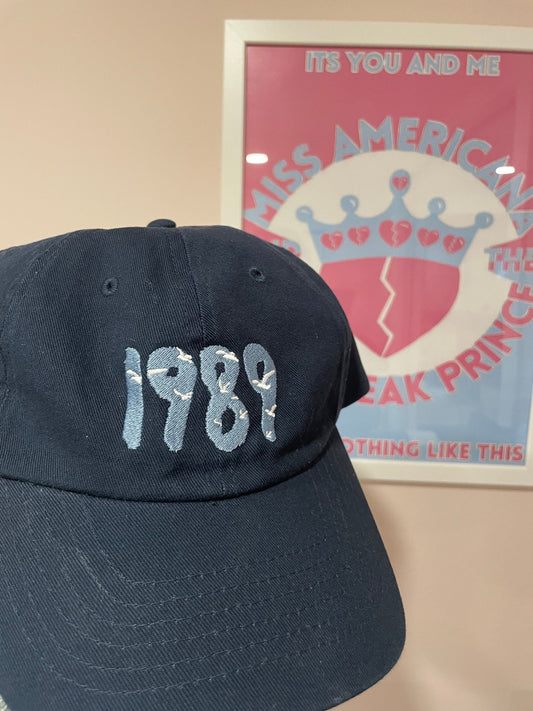 ITS YOU AND ME
MISS AMERICANA
THE
EAK PRINCE
OTHING LIKE THIS
1989